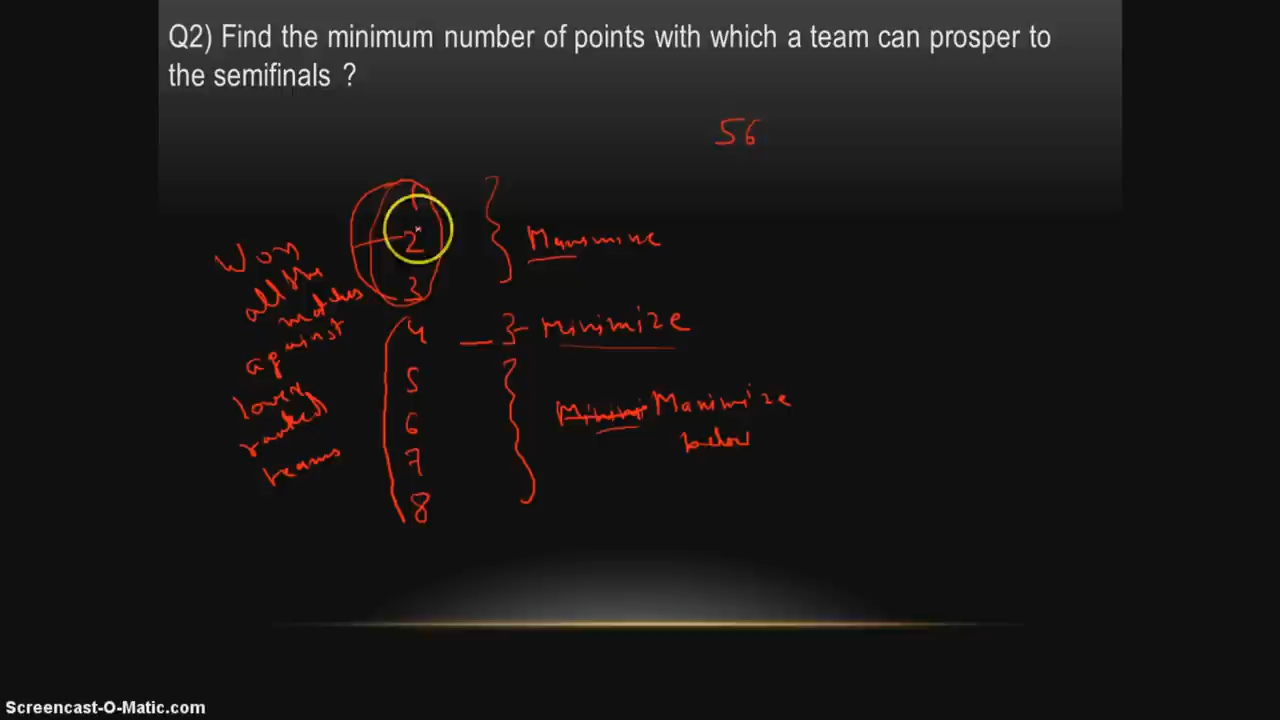 Q2) Find the minimum number of points with which a team can prosper to
the semifinals ?
56
1
2
3
Maximize
Won
all the
matches
against
lower
ranked
teams
4
3- Minimize
5
6
7
8
Minimi Maximize
below
Screencast-O-Matic.com